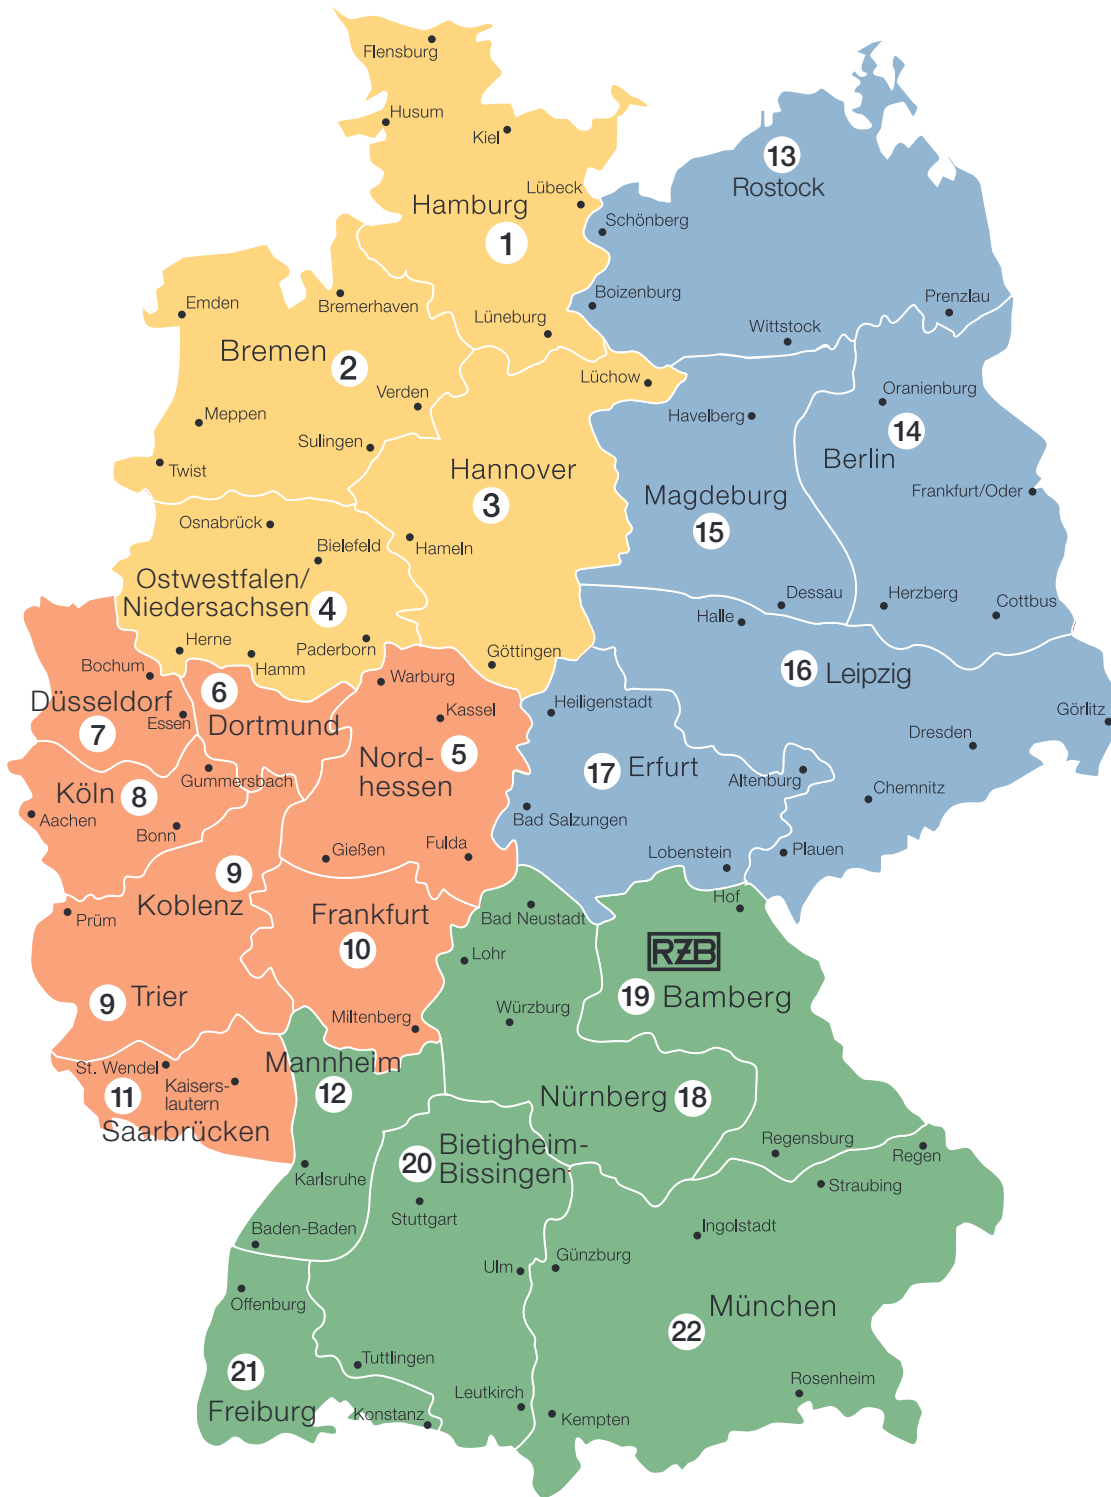 Flensburg
Husum
Kiel
13
Rostock
Lübeck
Hamburg
1
Schönberg
Emden
Bremerhaven
Boizenburg
Prenzlau
Lüneburg
Wittstock
Bremen
2
Lüchow
Verden
Oranienburg
Meppen
Havelberg
14
Sulingen
Berlin
Twist
Hannover
3
Magdeburg
15
Frankfurt/Oder
Osnabrück
Bielefeld
Hameln
Ostwestfalen/
Niedersachsen
4
Dessau
Herzberg
Cottbus
Halle
Herne
Hamm
Paderborn
Göttingen
Bochum
Warburg
16
Leipzig
6
Düsseldorf
7
Essen
Dortmund
Kassel
Heiligenstadt
Görlitz
Dresden
Nord-
hessen
5
17
Erfurt
Altenburg
Gummersbach
Köln
8
Chemnitz
Aachen
Bonn
Bad Salzungen
Gießen
Fulda
Lobenstein
Plauen
9
Koblenz
Hof
Prüm
Frankfurt
10
Bad Neustadt
RZB
Lohr
19
Bamberg
9
Trier
Miltenberg
Würzburg
St. Wendel
Mannheim
12
11
Kaisers-
lautern
Saarbrücken
Nürnberg
18
Bietigheim-
Bissingen
20
Regensburg
Regen
Karlsruhe
Straubing
Stuttgart
Baden-Baden
Ingolstadt
Ulm
Günzburg
Offenburg
München
22
Tuttlingen
21
Freiburg
Leutkirch
Rosenheim
Konstanz
Kempten